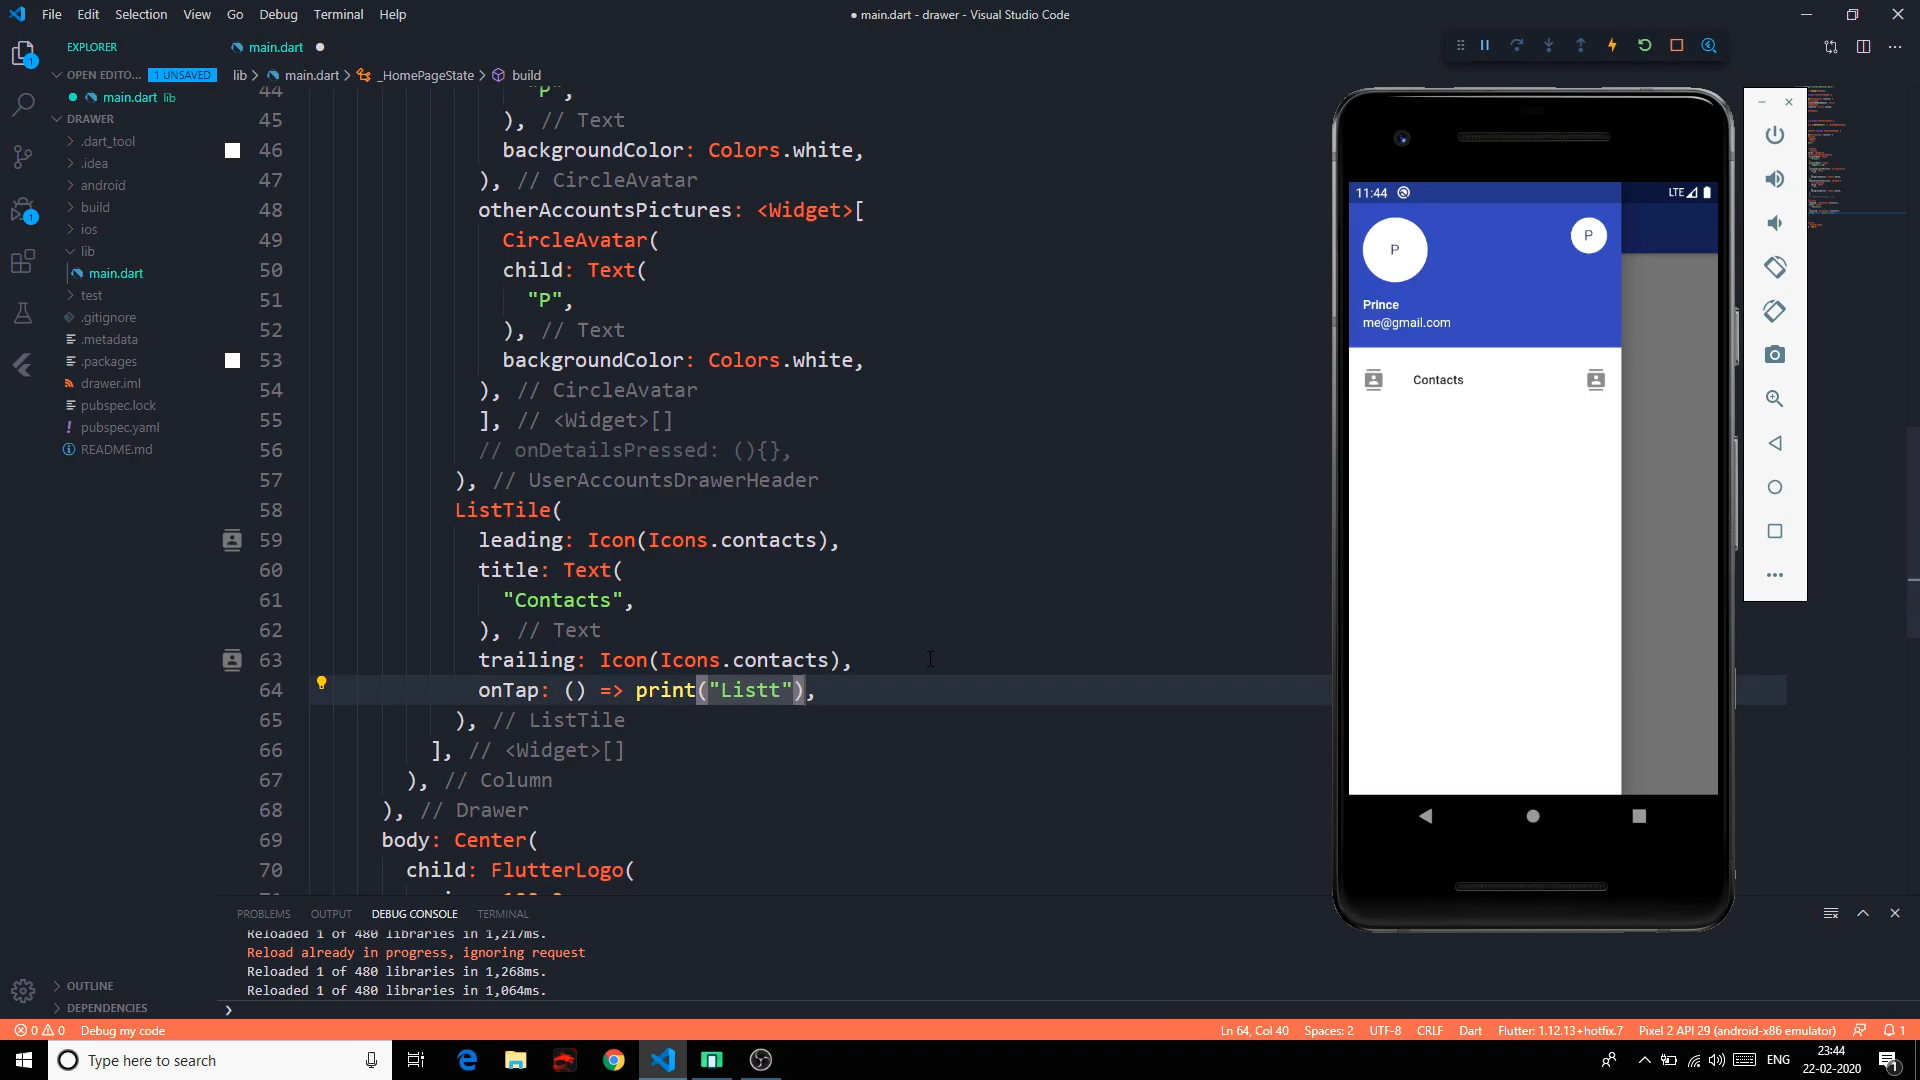 File Edit Selection View Go Debug Terminal Help
● main.dart - drawer - Visual Studio Code
EXPLORER
main.dart
OPEN EDITO... 1 UNSAVED
lib > main.dart > _HomePageState > build
main.dart lib
DRAWER
.dart_tool
.idea
android
build
ios
lib
main.dart
test
.gitignore
.metadata
.packages
drawer.iml
pubspec.lock
pubspec.yaml
README.md
44 "P",
45 ), // Text
46 backgroundColor: Colors.white,
47 ), // CircleAvatar
48 otherAccountsPictures: <Widget>[
49 CircleAvatar(
50 child: Text(
51 "P",
52 ), // Text
53 backgroundColor: Colors.white,
54 ), // CircleAvatar
55 ], // <Widget>[]
56 // onDetailsPressed: (){},
57 ), // UserAccountsDrawerHeader
58 ListTile(
59 leading: Icon(Icons.contacts),
60 title: Text(
61 "Contacts",
62 ), // Text
63 trailing: Icon(Icons.contacts),
64 onTap: () => print("Listt"),
65 ), // ListTile
66 ], // <Widget>[]
67 ), // Column
68 ), // Drawer
69 body: Center(
70 child: FlutterLogo(
11:44 LTE
P P
Prince
me@gmail.com
Contacts
PROBLEMS OUTPUT DEBUG CONSOLE TERMINAL
Reloaded 1 of 480 libraries in 1,217ms.
Reload already in progress, ignoring request
Reloaded 1 of 480 libraries in 1,268ms.
Reloaded 1 of 480 libraries in 1,064ms.
OUTLINE
DEPENDENCIES
0 0 Debug my code
Ln 64, Col 40 Spaces: 2 UTF-8 CRLF Dart Flutter: 1.12.13+hotfix.7 Pixel 2 API 29 (android-x86 emulator) 1
Type here to search
ENG
23:44
22-02-2020
1